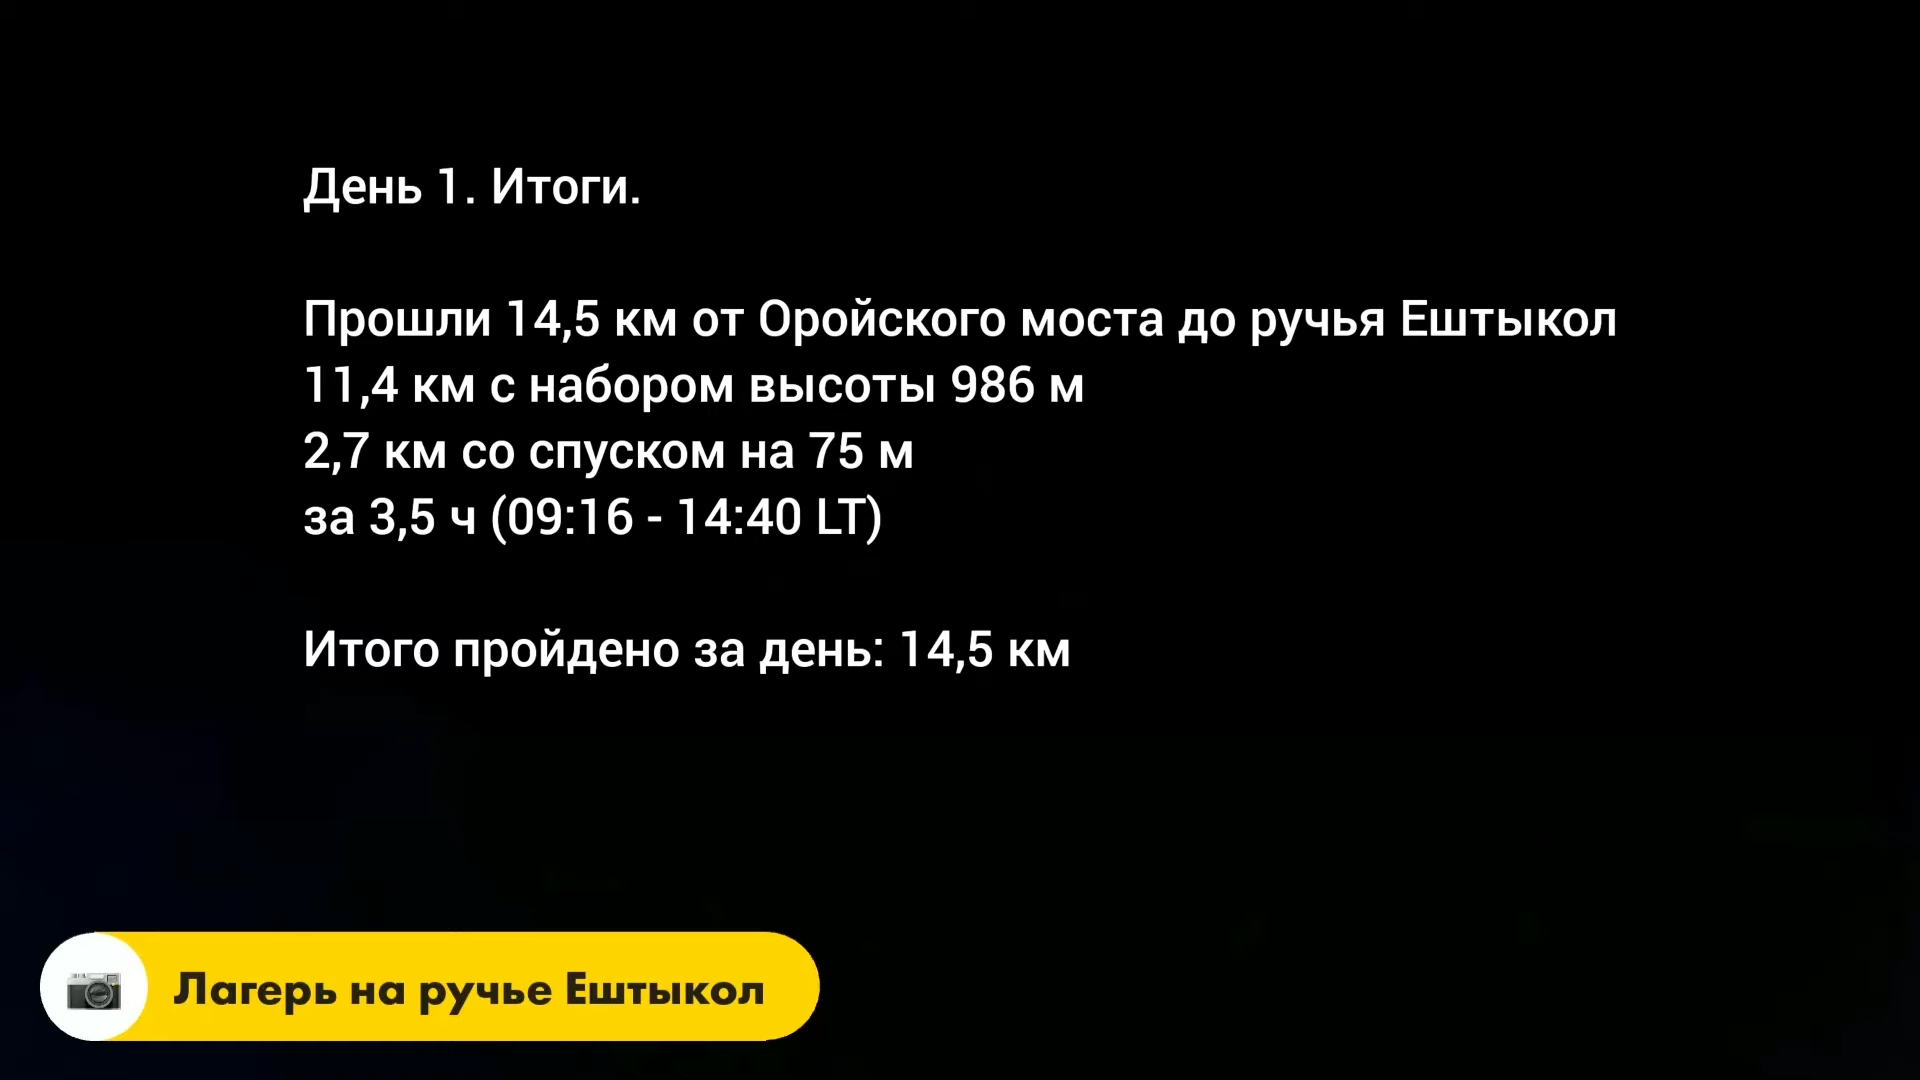 День 1. Итоги.
Прошли 14,5 км от Оройского моста до ручья Ештыкол
11,4 км с набором высоты 986 м
2,7 км со спуском на 75 м
за 3,5 ч (09:16 - 14:40 LT)
Итого пройдено за день: 14,5 км
Лагерь на ручье Ештыкол